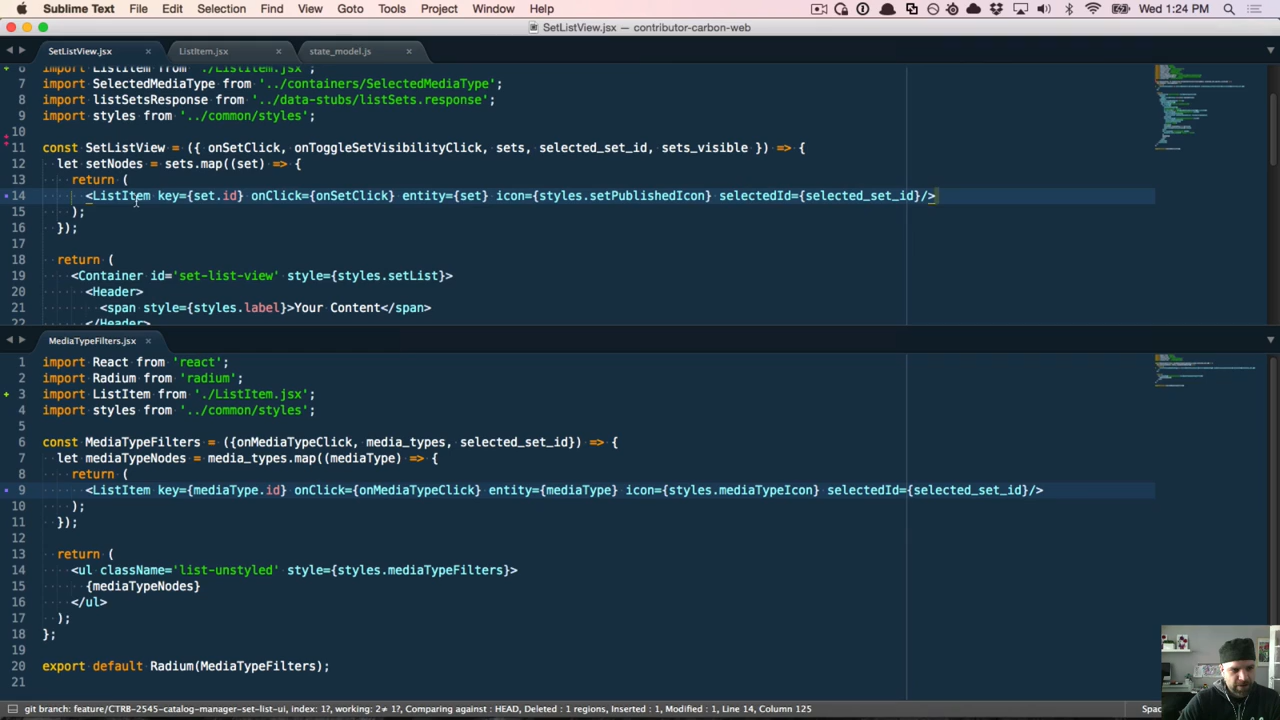 Sublime Text File Edit Selection Find View Goto Tools Project Window Help Wed 1:24 PM
SetListView.jsx — contributor-carbon-web
SetListView.jsx × ListItem.jsx × state_model.js ×
6 import ListItem from './ListItem.jsx';
7 import SelectedMediaType from '../containers/SelectedMediaType';
8 import listSetsResponse from '../data-stubs/listSets.response';
9 import styles from '../common/styles';
10
11 const SetListView = ({ onSetClick, onToggleSetVisibilityClick, sets, selected_set_id, sets_visible }) => {
12 let setNodes = sets.map((set) => {
13 return (
14 <ListItem key={set.id} onClick={onSetClick} entity={set} icon={styles.setPublishedIcon} selectedId={selected_set_id}/>
15 );
16 });
17
18 return (
19 <Container id='set-list-view' style={styles.setList}>
20 <Header>
21 <span style={styles.label}>Your Content</span>
22 </Header>
MediaTypeFilters.jsx ×
1 import React from 'react';
2 import Radium from 'radium';
3 import ListItem from './ListItem.jsx';
4 import styles from '../common/styles';
5
6 const MediaTypeFilters = ({onMediaTypeClick, media_types, selected_set_id}) => {
7 let mediaTypeNodes = media_types.map((mediaType) => {
8 return (
9 <ListItem key={mediaType.id} onClick={onMediaTypeClick} entity={mediaType} icon={styles.mediaTypeIcon} selectedId={selected_set_id}/>
10 );
11 });
12
13 return (
14 <ul className='list-unstyled' style={styles.mediaTypeFilters}>
15 {mediaTypeNodes}
16 </ul>
17 );
18 };
19
20 export default Radium(MediaTypeFilters);
21
git branch: feature/CTRB-2545-catalog-manager-set-list-ui, index: 1?, working: 2≠ 1?, Comparing against: HEAD, Deleted : 1 regions, Inserted : 1, Modified : 1, Line 14, Column 125 Spac